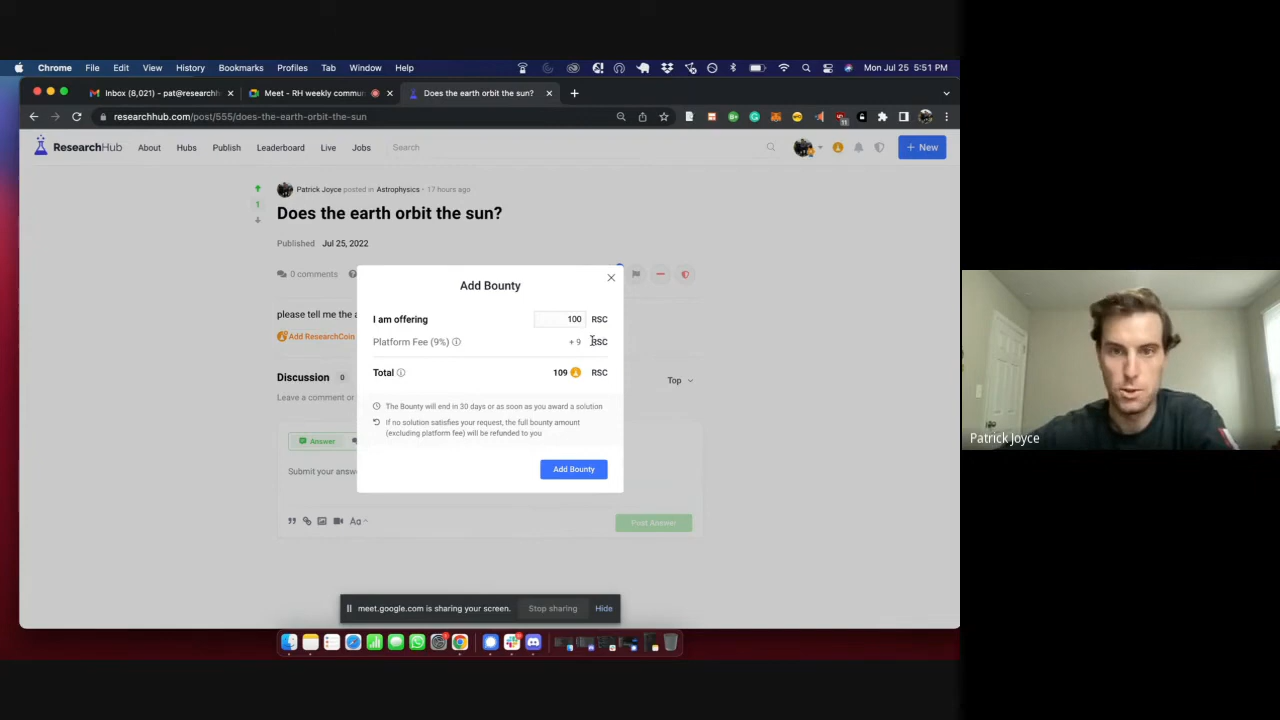 Chrome File Edit View History Bookmarks Profiles Tab Window Help Mon Jul 25 5:51 PM
Inbox (8,021) - pat@researchh Meet - RH weekly commun Does the earth orbit the sun?
researchhub.com/post/555/does-the-earth-orbit-the-sun
11
ResearchHub About Hubs Publish Leaderboard Live Jobs Search + New
Patrick Joyce posted in Astrophysics · 17 hours ago
1
Does the earth orbit the sun?
Published Jul 25, 2022
0 comments
please tell me the a
Add ResearchCoin
Discussion 0 Top
Leave a comment or
Answer
Submit your answ
Aa
Post Answer
Add Bounty
I am offering 100 RSC
Platform Fee (9%) + 9 RSC
Total 109 RSC
The Bounty will end in 30 days or as soon as you award a solution
If no solution satisfies your request, the full bounty amount
(excluding platform fee) will be refunded to you
Add Bounty
meet.google.com is sharing your screen. Stop sharing Hide
Patrick Joyce